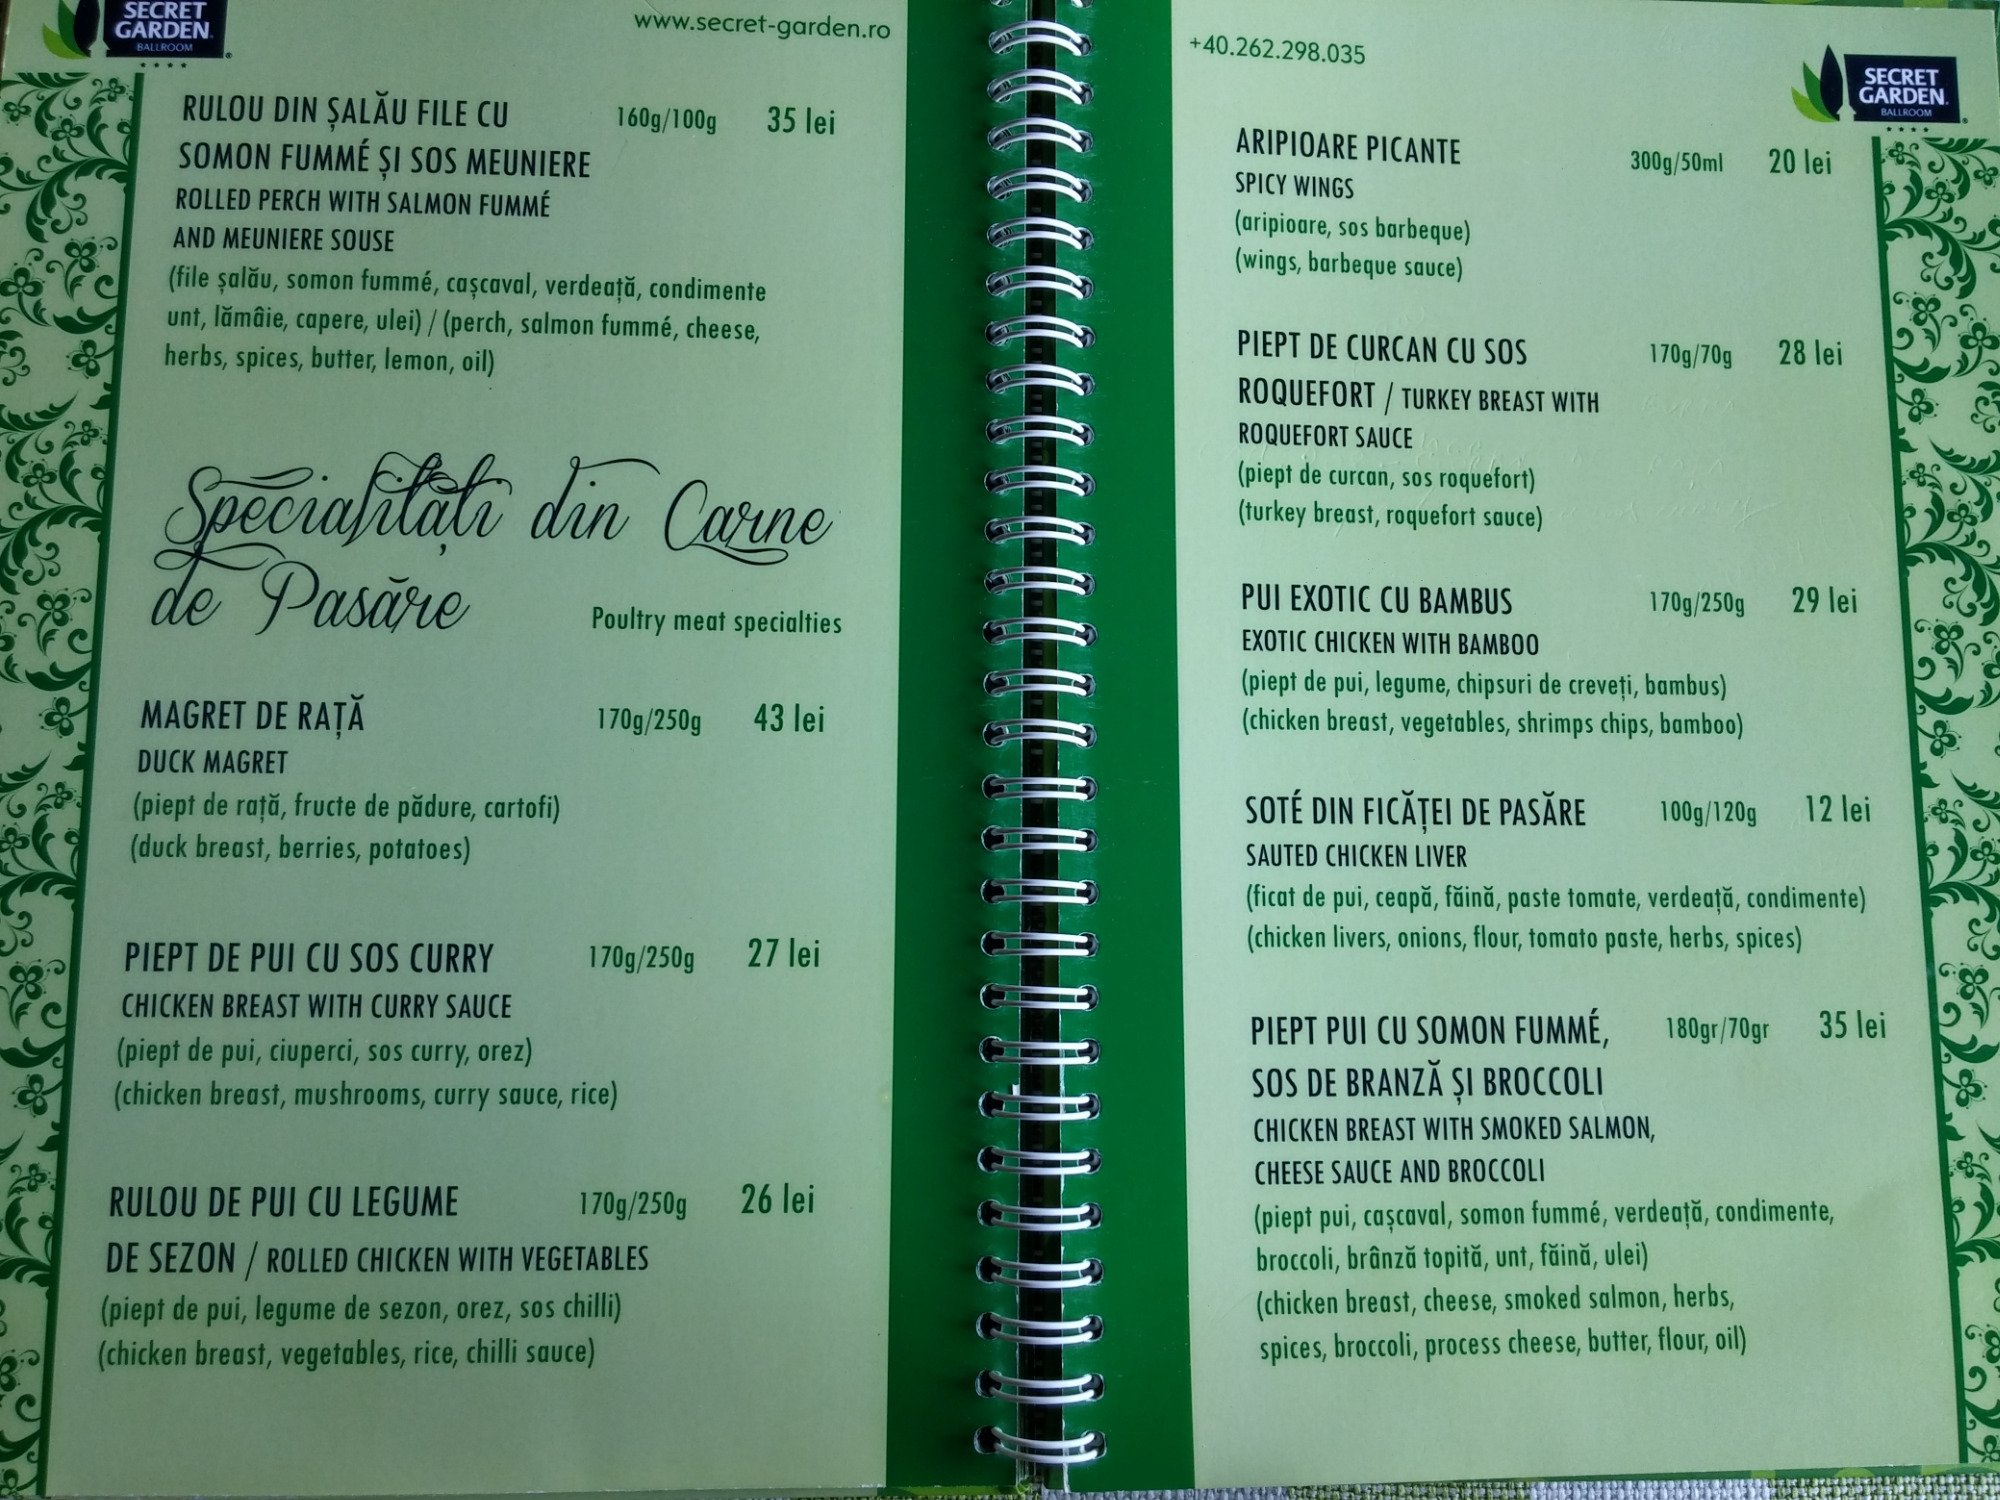 SECRET
GARDEN
BALLROOM
www.secret-garden.ro
RULOU DIN ȘALĂU FILE CU 160g/100g 35 lei
SOMON FUMMÉ ȘI SOS MEUNIERE
ROLLED PERCH WITH SALMON FUMMÉ
AND MEUNIERE SOUSE
(file șalău, somon fummé, cașcaval, verdeață, condimente
unt, lămâie, capere, ulei) / (perch, salmon fummé, cheese,
herbs, spices, butter, lemon, oil)
Specialități din Carne
de Pasăre Poultry meat specialties
MAGRET DE RAȚĂ 170g/250g 43 lei
DUCK MAGRET
(piept de rață, fructe de pădure, cartofi)
(duck breast, berries, potatoes)
PIEPT DE PUI CU SOS CURRY 170g/250g 27 lei
CHICKEN BREAST WITH CURRY SAUCE
(piept de pui, ciuperci, sos curry, orez)
(chicken breast, mushrooms, curry sauce, rice)
RULOU DE PUI CU LEGUME 170g/250g 26 lei
DE SEZON / ROLLED CHICKEN WITH VEGETABLES
(piept de pui, legume de sezon, orez, sos chilli)
(chicken breast, vegetables, rice, chilli sauce)
+40.262.298.035
SECRET
GARDEN
BALLROOM
ARIPIOARE PICANTE 300g/50ml 20 lei
SPICY WINGS
(aripioare, sos barbeque)
(wings, barbeque sauce)
PIEPT DE CURCAN CU SOS 170g/70g 28 lei
ROQUEFORT / TURKEY BREAST WITH
ROQUEFORT SAUCE
(piept de curcan, sos roquefort)
(turkey breast, roquefort sauce)
PUI EXOTIC CU BAMBUS 170g/250g 29 lei
EXOTIC CHICKEN WITH BAMBOO
(piept de pui, legume, chipsuri de creveți, bambus)
(chicken breast, vegetables, shrimps chips, bamboo)
SOTÉ DIN FICĂȚEI DE PASĂRE 100g/120g 12 lei
SAUTED CHICKEN LIVER
(ficat de pui, ceapă, făină, paste tomate, verdeață, condimente)
(chicken livers, onions, flour, tomato paste, herbs, spices)
PIEPT PUI CU SOMON FUMMÉ, 180gr/70gr 35 lei
SOS DE BRANZĂ ȘI BROCCOLI
CHICKEN BREAST WITH SMOKED SALMON,
CHEESE SAUCE AND BROCCOLI
(piept pui, cașcaval, somon fummé, verdeață, condimente,
broccoli, brânză topită, unt, făină, ulei)
(chicken breast, cheese, smoked salmon, herbs,
spices, broccoli, process cheese, butter, flour, oil)